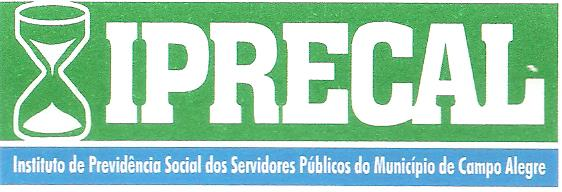 IPRECAL
Instituto de Previdência Social dos Servidores Públicos do Município de Campo Alegre